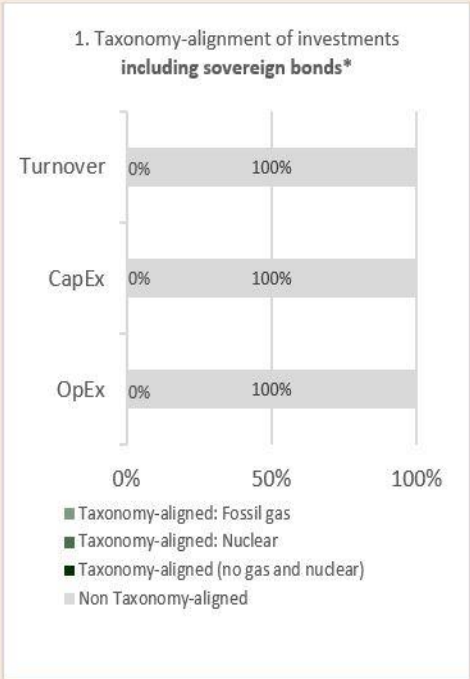 1. Taxonomy-alignment of investments
including sovereign bonds*
Turnover 0% 100%
CapEx 0% 100%
OpEx 0% 100%
0% 50% 100%
Taxonomy-aligned: Fossil gas
Taxonomy-aligned: Nuclear
Taxonomy-aligned (no gas and nuclear)
Non Taxonomy-aligned